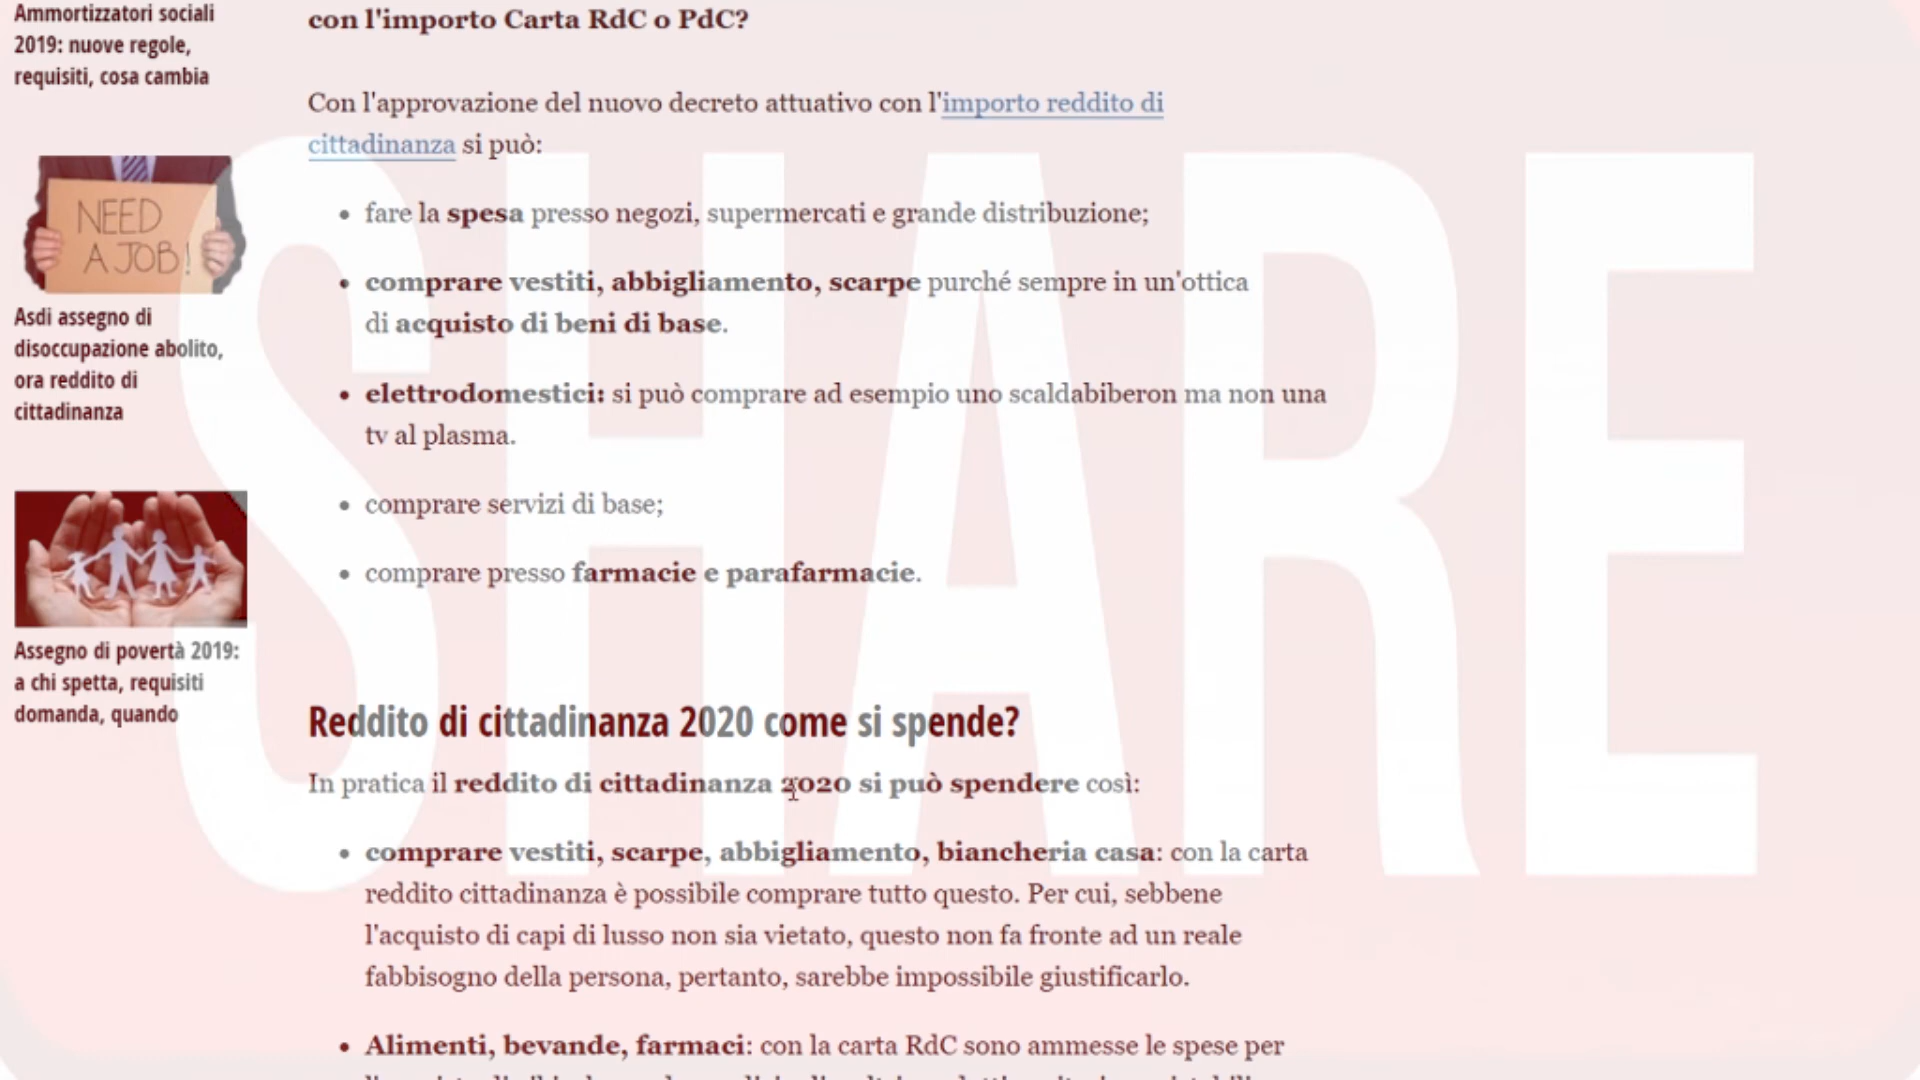 Ammortizzatori sociali
2019: nuove regole,
requisiti, cosa cambia
NEED
A JOB!
Asdi assegno di
disoccupazione abolito,
ora reddito di
cittadinanza
Assegno di povertà 2019:
a chi spetta, requisiti
domanda, quando
con l'importo Carta RdC o PdC?
Con l'approvazione del nuovo decreto attuativo con l'importo reddito di
cittadinanza si può:
• fare la spesa presso negozi, supermercati e grande distribuzione;
• comprare vestiti, abbigliamento, scarpe purché sempre in un'ottica
di acquisto di beni di base.
• elettrodomestici: si può comprare ad esempio uno scaldabiberon ma non una
tv al plasma.
• comprare servizi di base;
• comprare presso farmacie e parafarmacie.
Reddito di cittadinanza 2020 come si spende?
In pratica il reddito di cittadinanza 2020 si può spendere così:
• comprare vestiti, scarpe, abbigliamento, biancheria casa: con la carta
reddito cittadinanza è possibile comprare tutto questo. Per cui, sebbene
l'acquisto di capi di lusso non sia vietato, questo non fa fronte ad un reale
fabbisogno della persona, pertanto, sarebbe impossibile giustificarlo.
• Alimenti, bevande, farmaci: con la carta RdC sono ammesse le spese per
SHARE